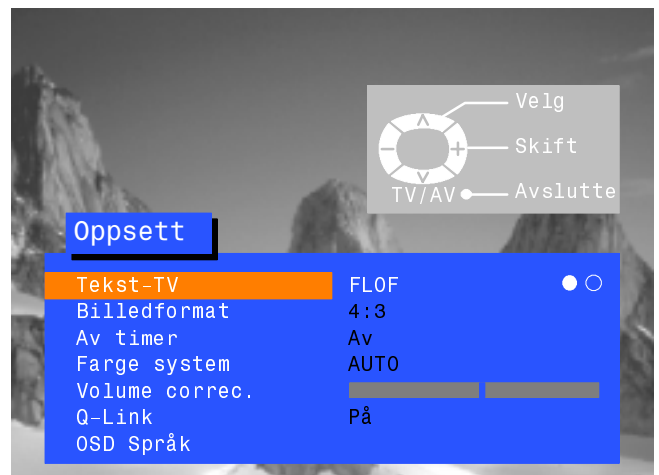 Velg
Skift
TV/AV Avslutte
Oppsett
Tekst-TV FLOF
Billedformat 4:3
Av timer Av
Farge system AUTO
Volume correc.
Q-Link På
OSD Språk